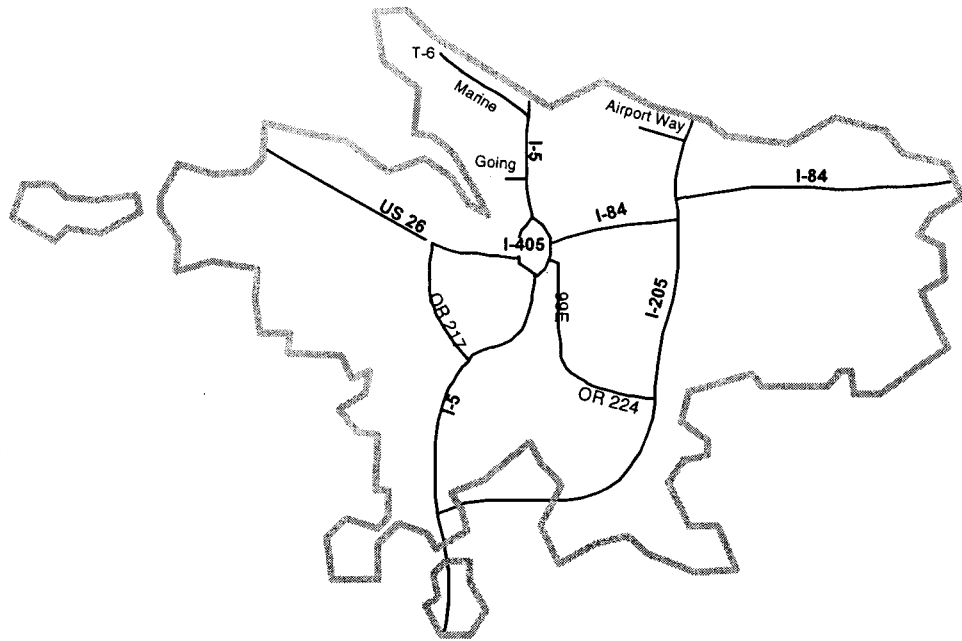 T-6
Marine
Airport Way
I-5
Going
I-84
US 26
I-84
I-405
OR 217
99E
I-205
I-5
OR 224